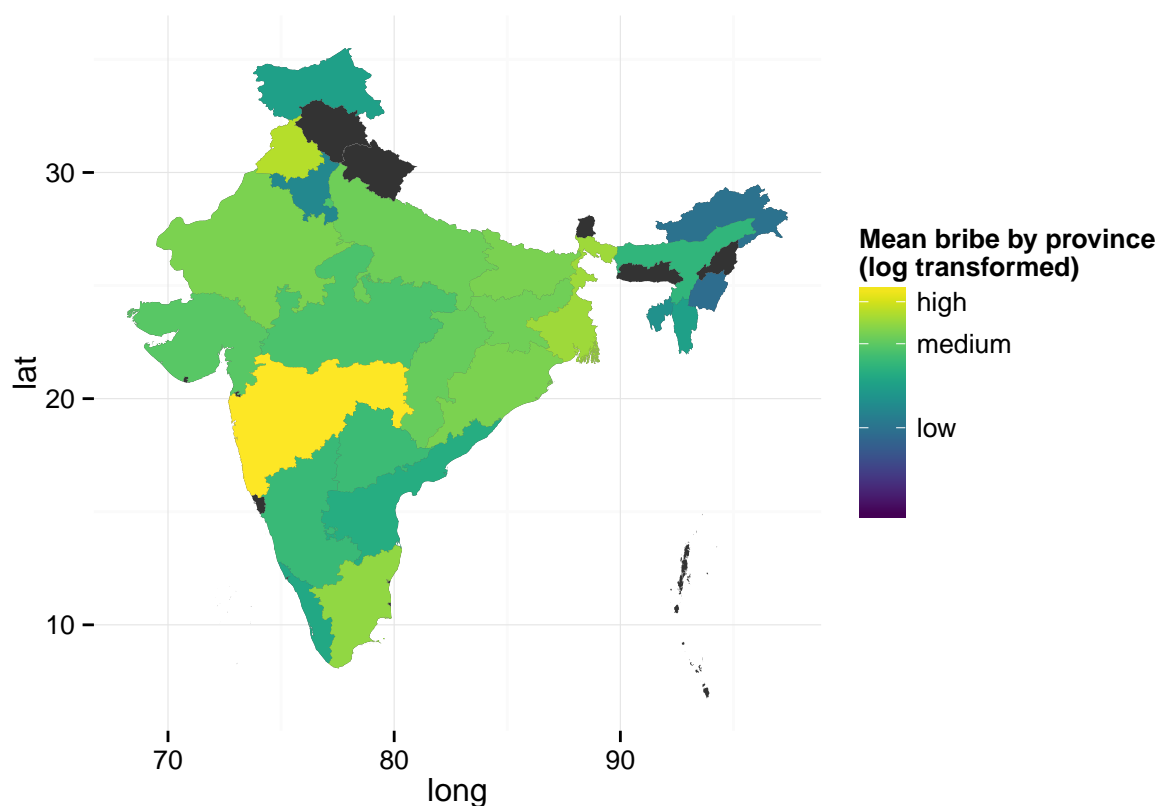 30
20
10
lat
70
80
90
long
Mean bribe by province
(log transformed)
high
medium
low